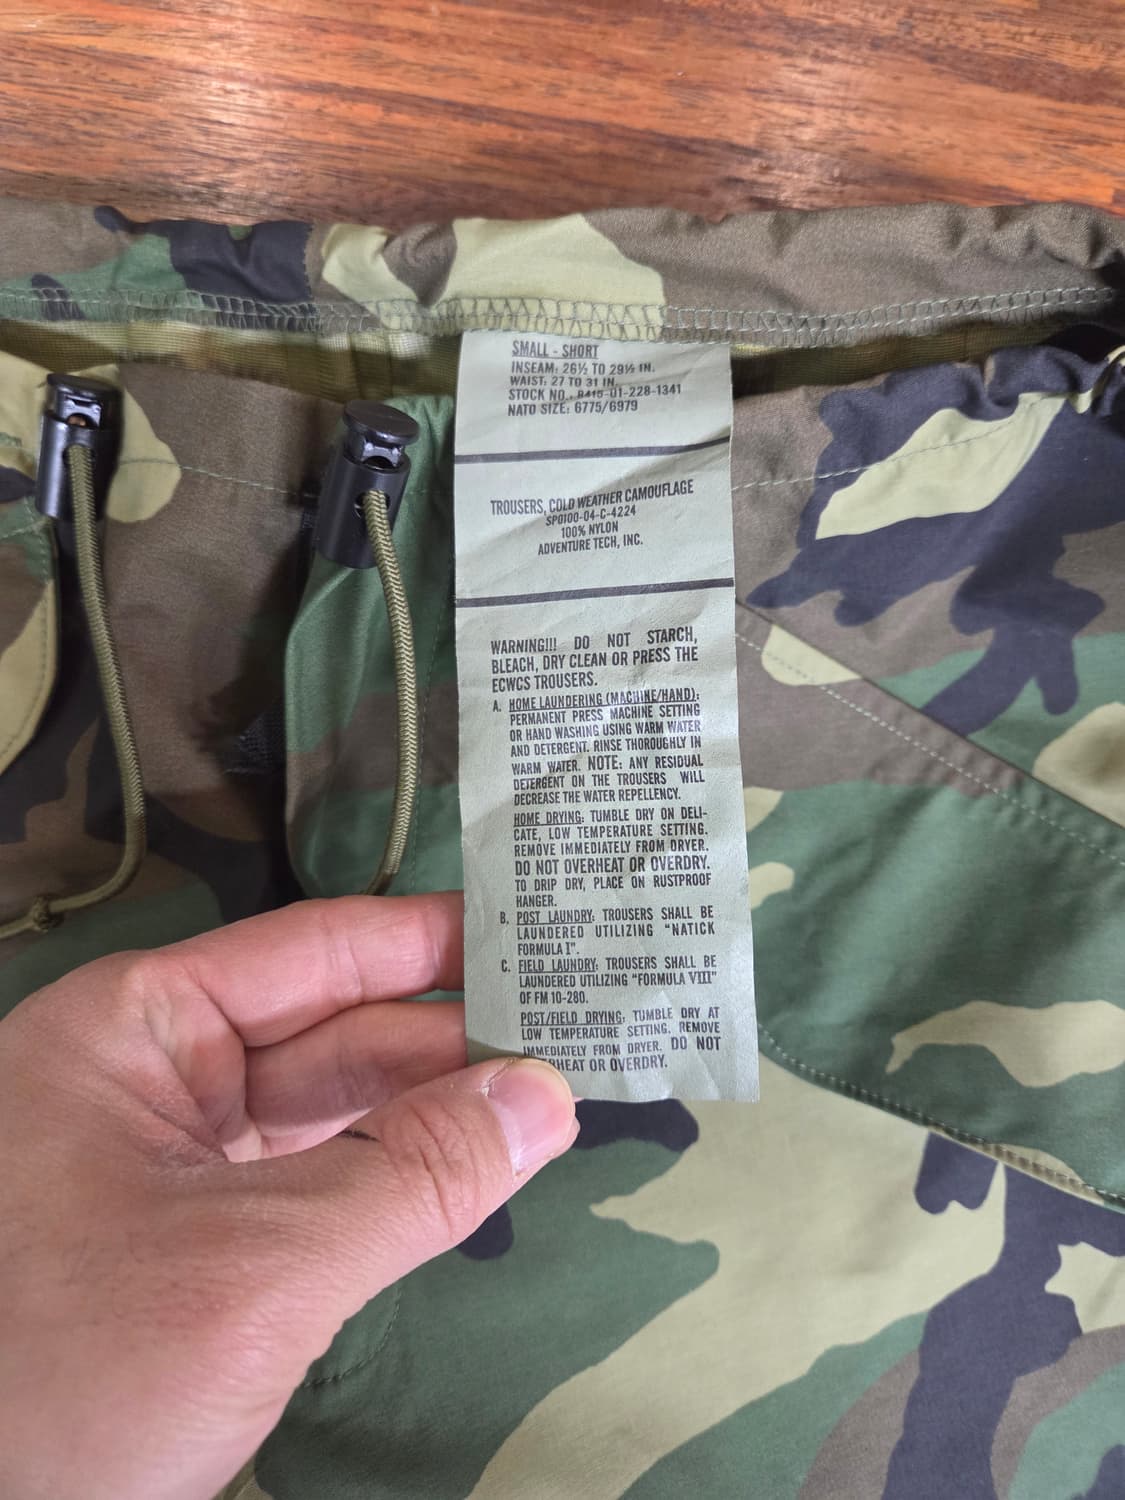 SMALL - SHORT
INSEAM: 26½ TO 29½ IN.
WAIST: 27 TO 31 IN.
STOCK NO.: 8415-01-228-1341
NATO SIZE: 6775/6979
TROUSERS, COLD WEATHER CAMOUFLAGE
SP0100-04-C-4224
100% NYLON
ADVENTURE TECH, INC.
WARNING!!! DO NOT STARCH,
BLEACH, DRY CLEAN OR PRESS THE
ECWCS TROUSERS.
A. HOME LAUNDERING (MACHINE/HAND):
PERMANENT PRESS MACHINE SETTING
OR HAND WASHING USING WARM WATER
AND DETERGENT. RINSE THOROUGHLY IN
WARM WATER. NOTE: ANY RESIDUAL
DETERGENT ON THE TROUSERS WILL
DECREASE THE WATER REPELLENCY.
HOME DRYING: TUMBLE DRY ON DELI-
CATE, LOW TEMPERATURE SETTING.
REMOVE IMMEDIATELY FROM DRYER.
DO NOT OVERHEAT OR OVERDRY.
TO DRIP DRY, PLACE ON RUSTPROOF
HANGER.
B. POST LAUNDRY: TROUSERS SHALL BE
LAUNDERED UTILIZING "NATICK
FORMULA I".
C. FIELD LAUNDRY: TROUSERS SHALL BE
LAUNDERED UTILIZING "FORMULA VIII"
OF FM 10-280.
POST/FIELD DRYING: TUMBLE DRY AT
LOW TEMPERATURE SETTING. REMOVE
IMMEDIATELY FROM DRYER. DO NOT
OR OVERDRY.